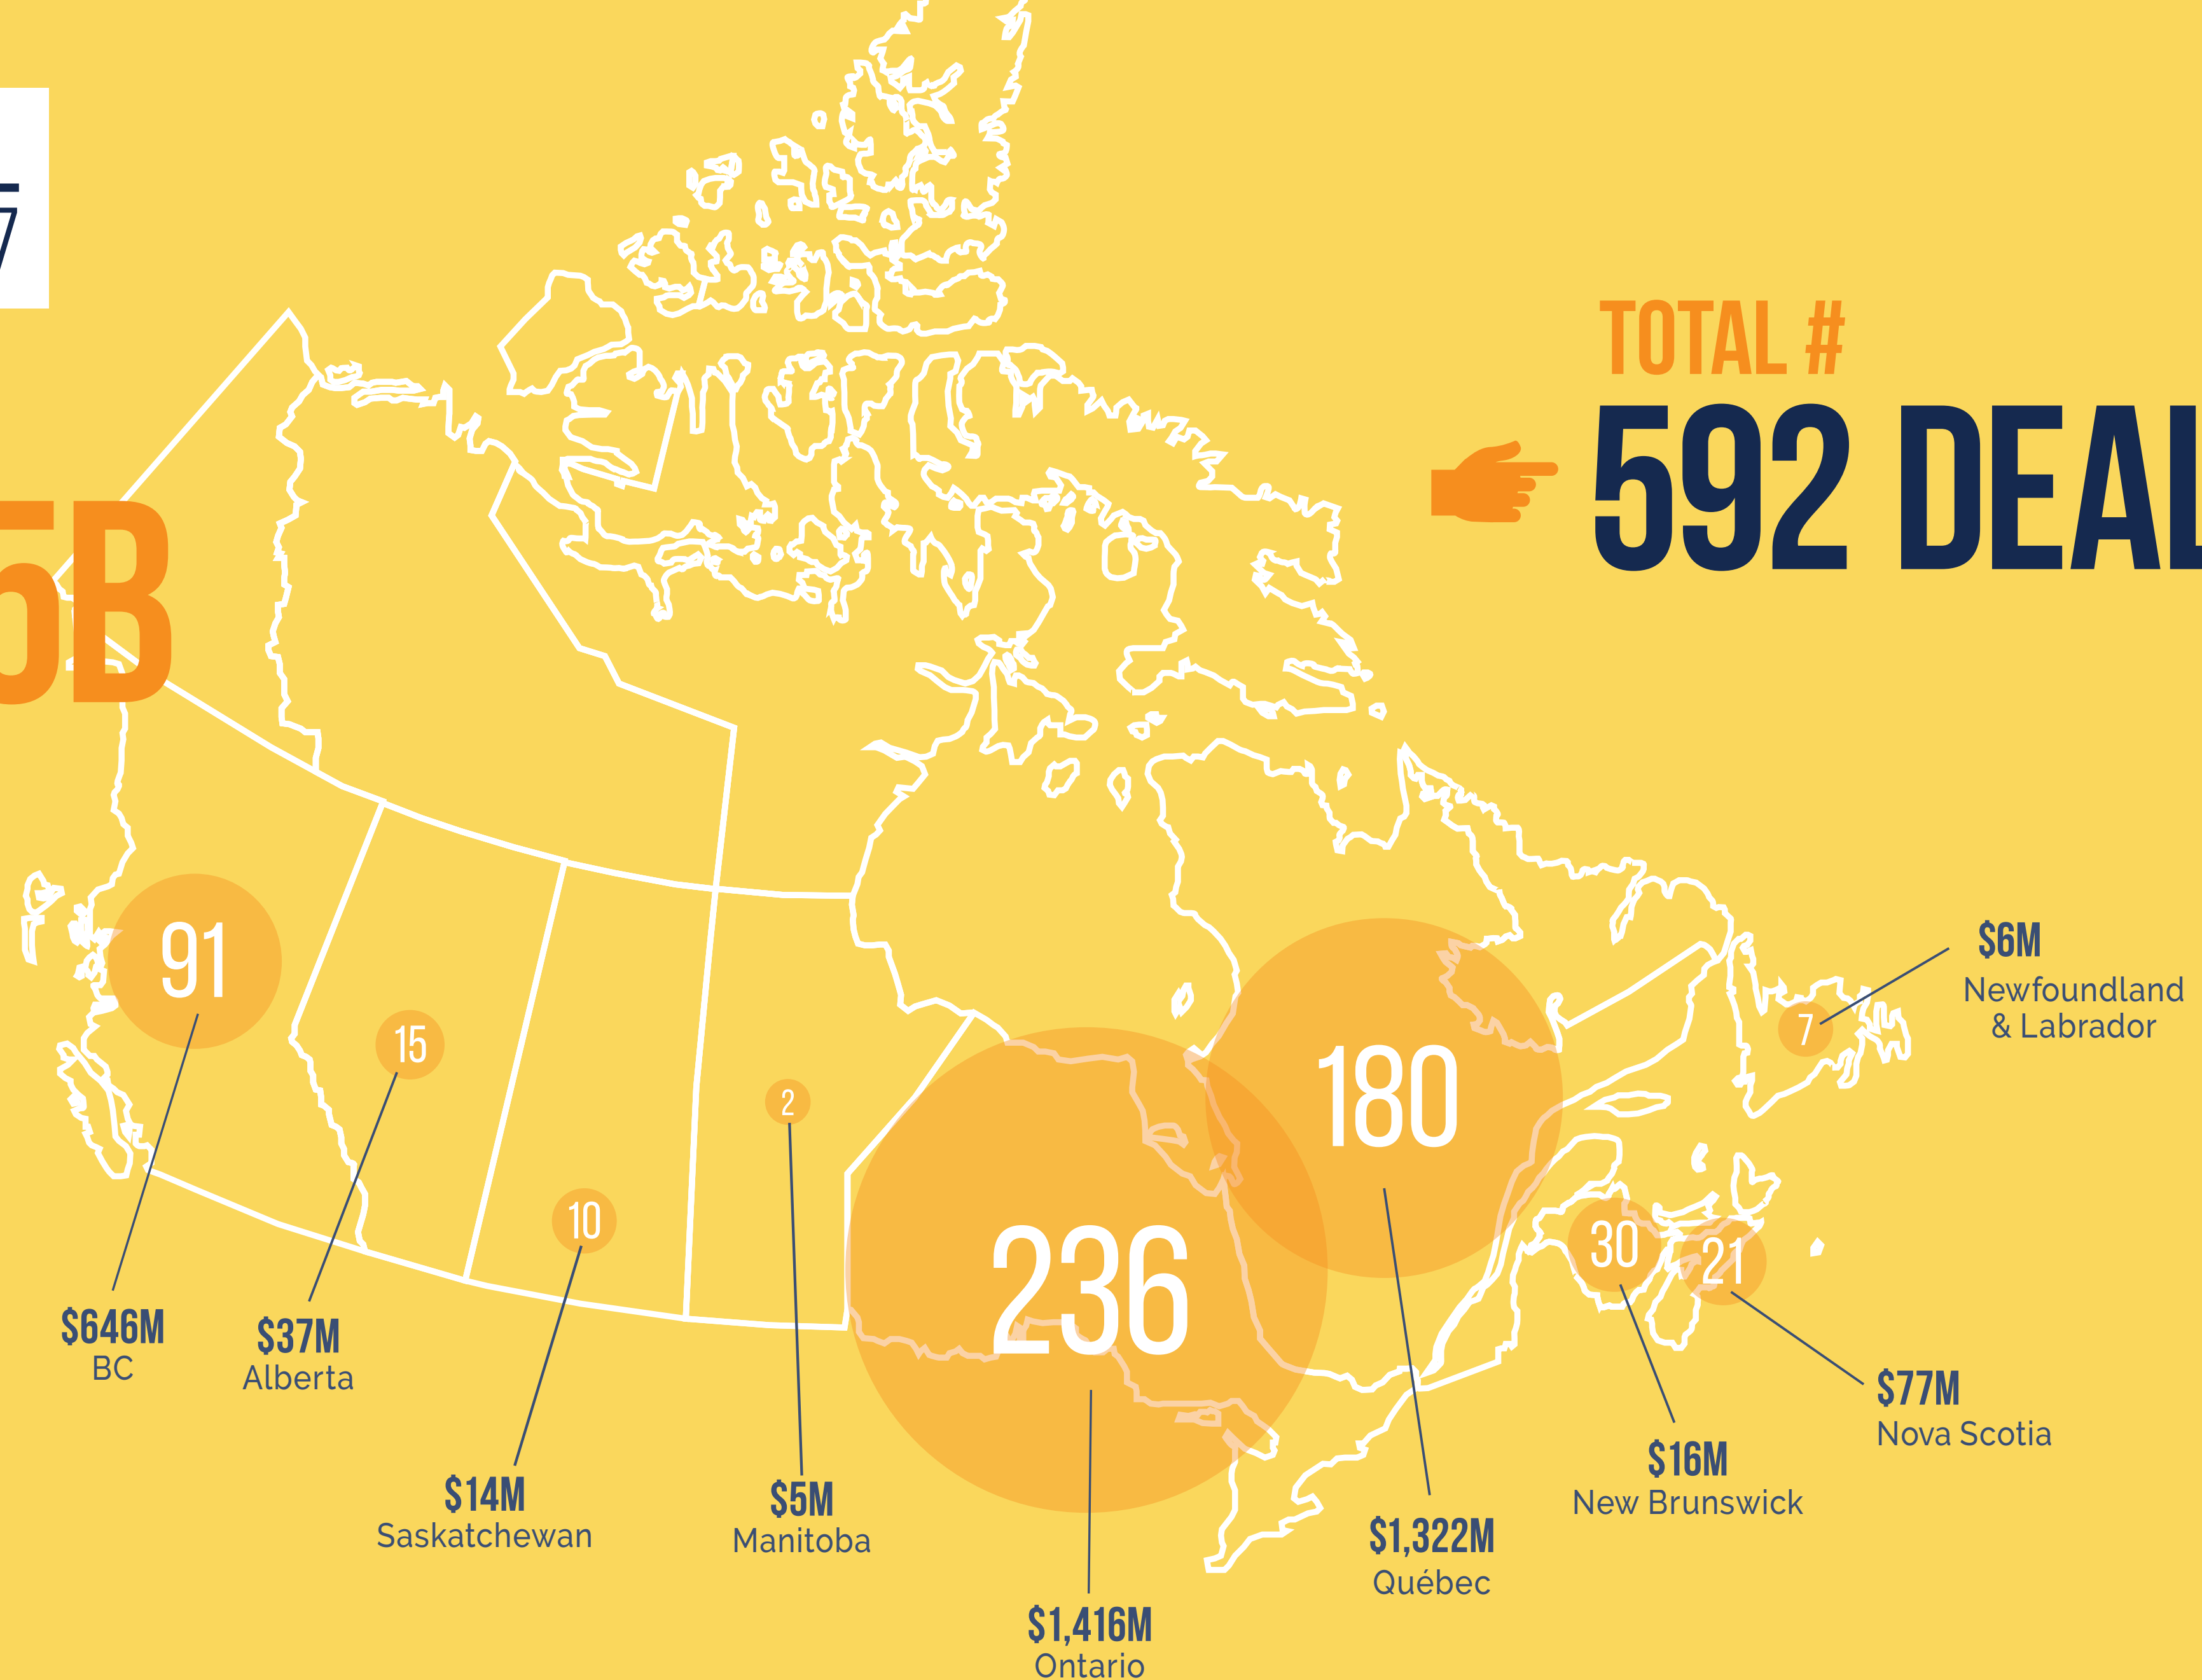 7
TOTAL #
592 DEAL
5B
91
$6M
Newfoundland
& Labrador
7
15
180
2
10
236
30
21
$646M
BC
$37M
Alberta
$77M
Nova Scotia
$14M
Saskatchewan
$5M
Manitoba
$16M
New Brunswick
$1,322M
Québec
$1,416M
Ontario